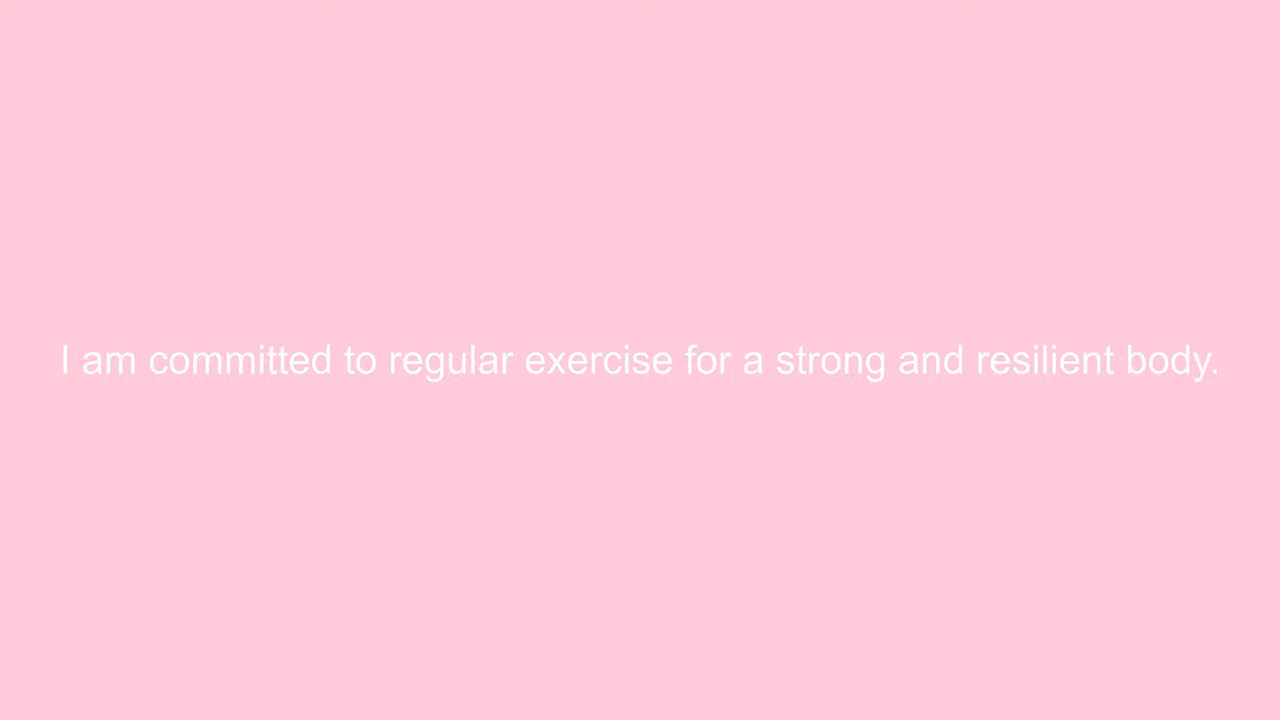 I am committed to regular exercise for a strong and resilient body.